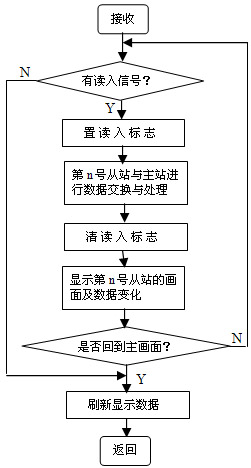 接收
N
有读入信号？
Y
置读入标志
第n号从站与主站进
行数据交换与处理
清读入标志
显示第n号从站的画
面及数据变化
N
是否回到主画面？
Y
刷新显示数据
返回